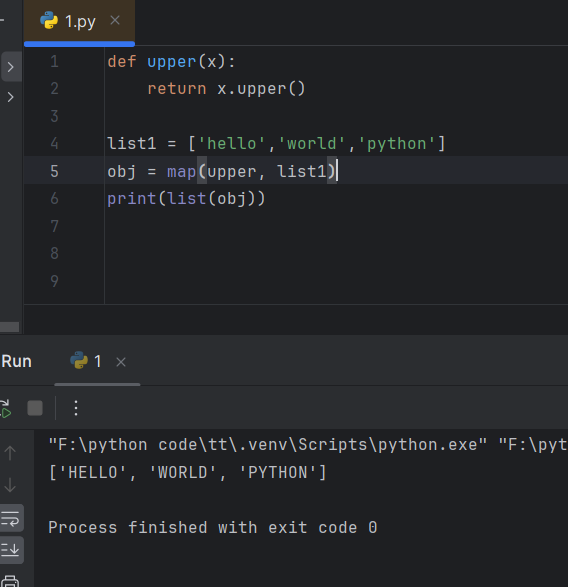 1.py
1 def upper(x):
2     return x.upper()
3
4 list1 = ['hello','world','python']
5 obj = map(upper, list1)
6 print(list(obj))
7
8
9
Run 1
"F:\python code\tt\.venv\Scripts\python.exe" "F:\pyt
['HELLO', 'WORLD', 'PYTHON']
Process finished with exit code 0